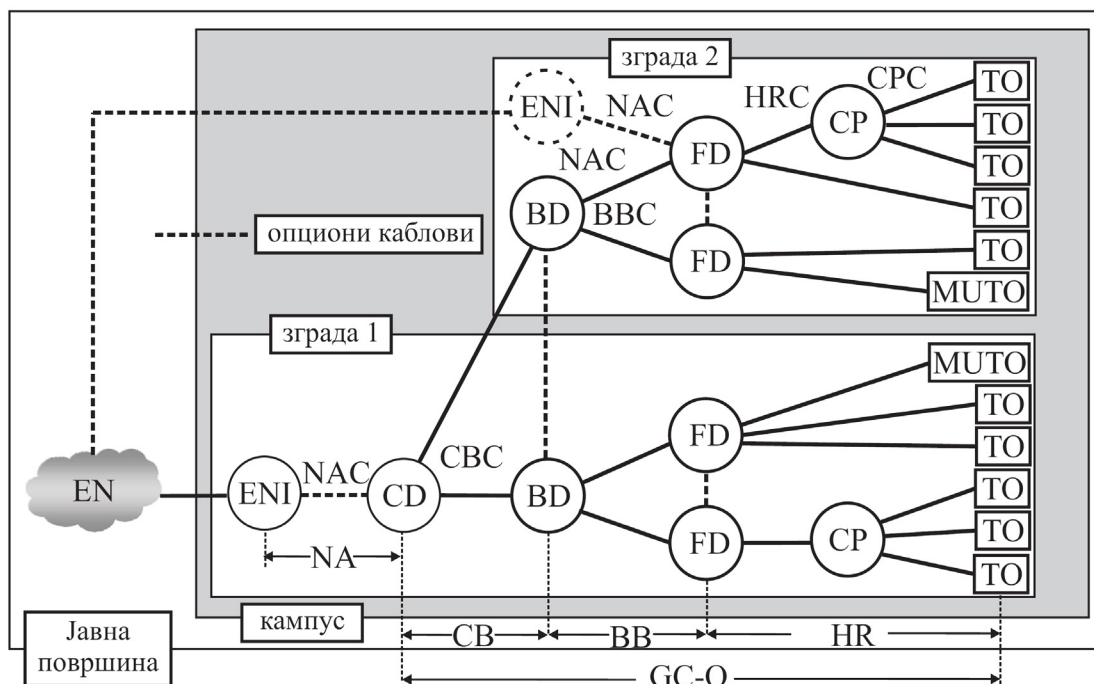 зграда 2
CPC
TO
ENI
NAC
HRC
CP
TO
FD
TO
NAC
TO
BD
BBC
опциони каблови
FD
TO
MUTO
зграда 1
MUTO
TO
FD
TO
CBC
NAC
EN
ENI
CD
BD
TO
TO
FD
CP
NA
TO
кампус
CB
BB
HR
Јавна
површина
GC-O